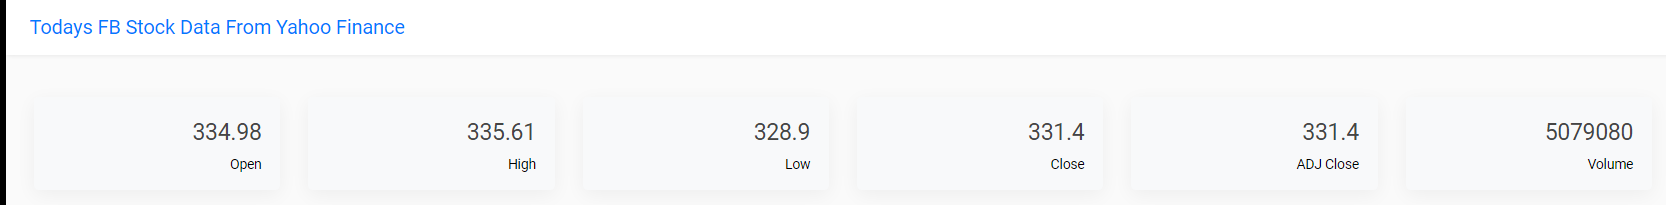 Todays FB Stock Data From Yahoo Finance
334.98 335.61 328.9 331.4 331.4 5079080
Open High Low Close ADJ Close Volume